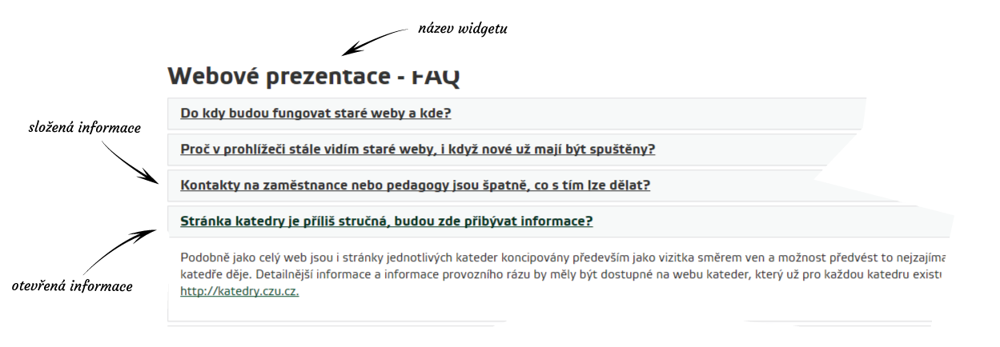 název widgetu
Webové prezentace - FAQ
Do kdy budou fungovat staré weby a kde?
složená informace
Proč v prohlížeči stále vidím staré weby, i když nové už mají být spuštěny?
Kontakty na zaměstnance nebo pedagogy jsou špatně, co s tím lze dělat?
Stránka katedry je příliš stručná, budou zde přibývat informace?
Podobně jako celý web jsou i stránky jednotlivých kateder koncipovány především jako vizitka směrem ven a možnost předvést to
katedře děje. Detailnější informace a informace provozního rázu by měly být dostupné na webu kateder, který už pro každou katedru
otevřená informace
http://katedry.czu.cz.